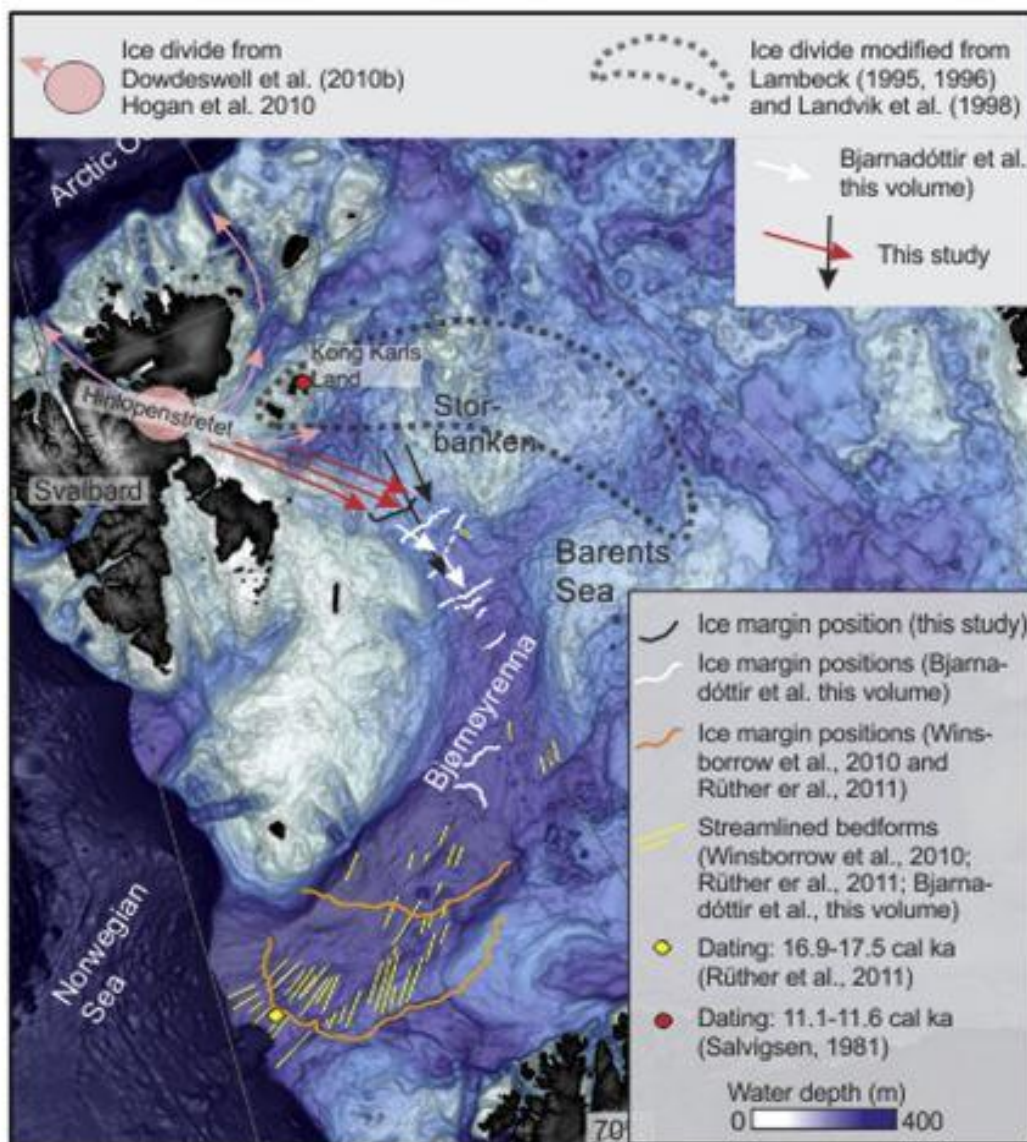 Ice divide from
Dowdeswell et al. (2010b)
Hogan et al. 2010
Ice divide modified from
Lambeck (1995, 1996)
and Landvik et al. (1998)
Bjarnadóttir et al.
this volume)
This study
Arctic O
Kong Karls
Land
Hinlopenstretet
Stor-
banken
Svalbard
Barents
Sea
Bjørnøyrenna
Norwegian
Sea
Ice margin position (this study)
Ice margin positions (Bjarna-
dóttir et al. this volume)
Ice margin positions (Wins-
borrow et al., 2010 and
Rüther er al., 2011)
Streamlined bedforms
(Winsborrow et al., 2010;
Rüther er al., 2011; Bjarna-
dóttir et al., this volume)
Dating: 16.9-17.5 cal ka
(Rüther et al., 2011)
Dating: 11.1-11.6 cal ka
(Salvigsen, 1981)
Water depth (m)
0 400
70